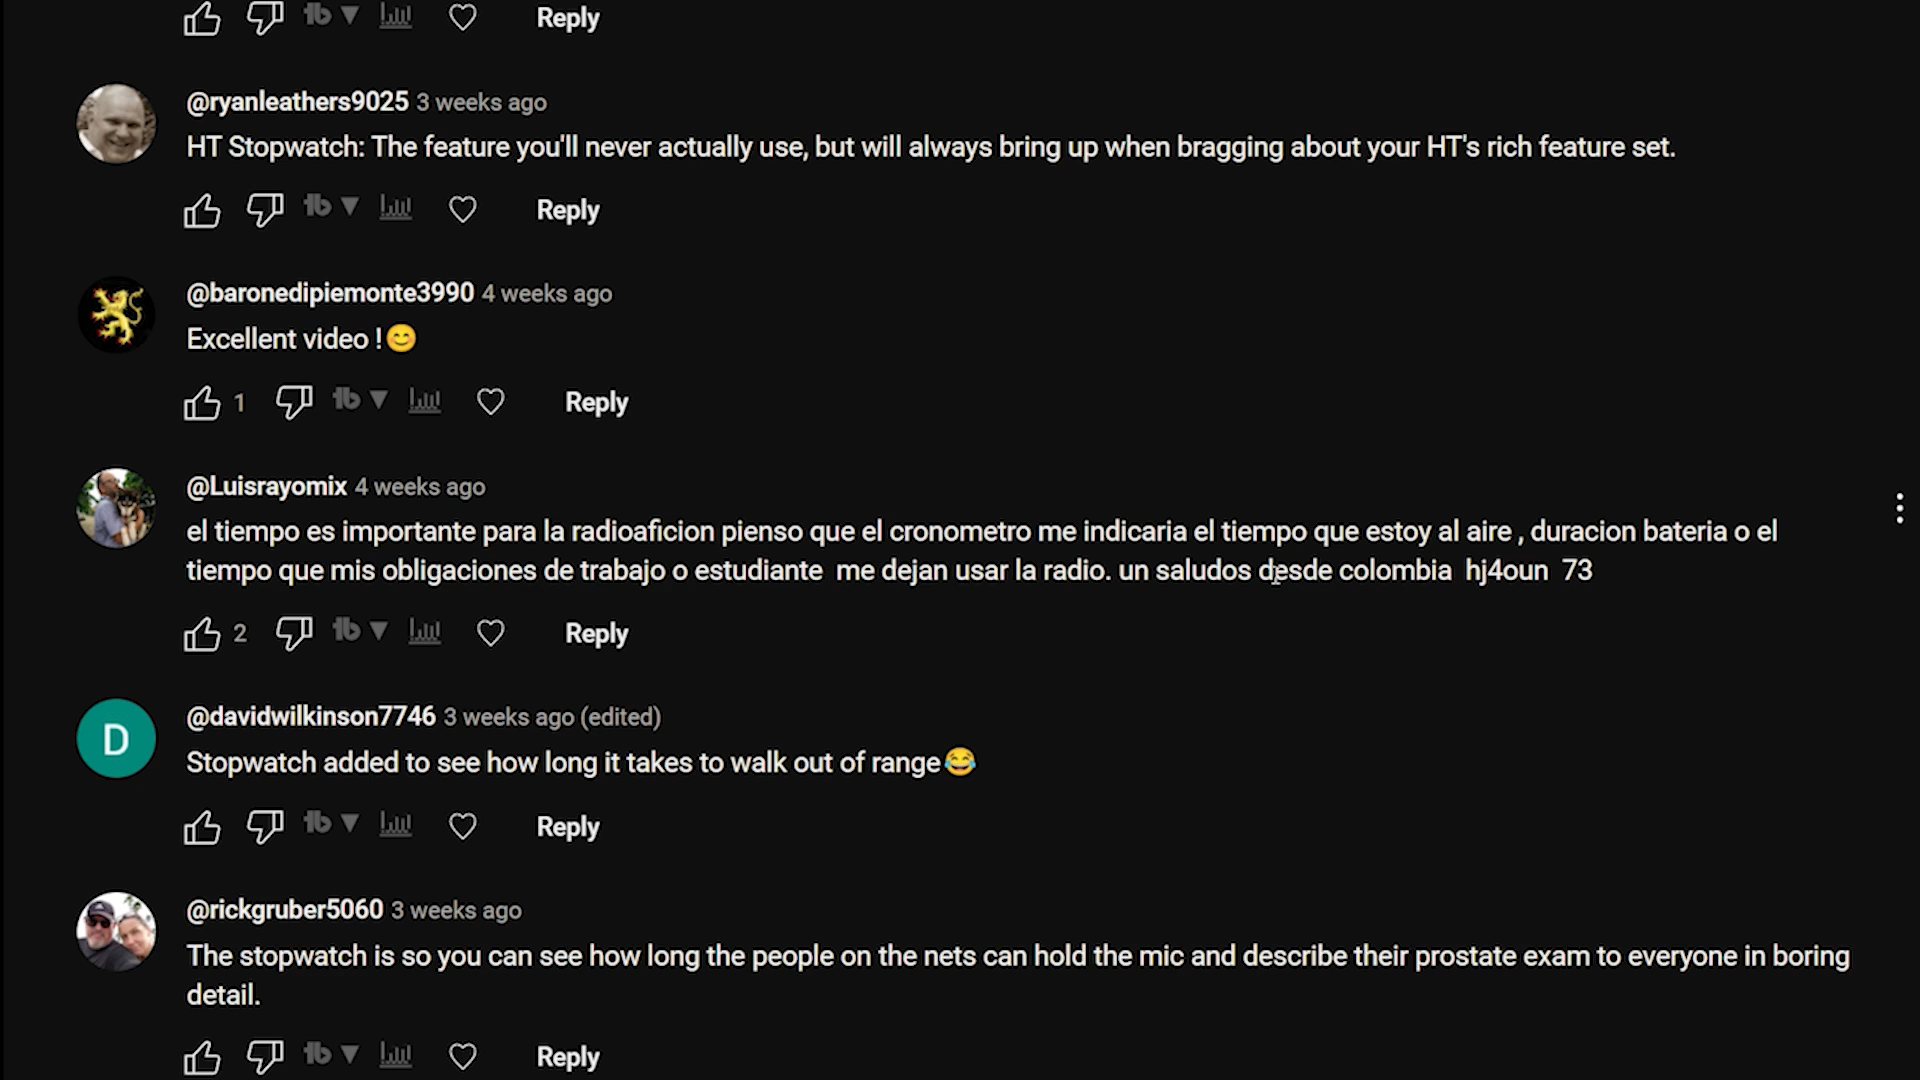 Reply
@ryanleathers9025 3 weeks ago
HT Stopwatch: The feature you'll never actually use, but will always bring up when bragging about your HT's rich feature set.
tb Reply
@baronedipiemonte3990 4 weeks ago
Excellent video !😊
1 tb Reply
@Luisrayomix 4 weeks ago
el tiempo es importante para la radioaficion pienso que el cronometro me indicaria el tiempo que estoy al aire , duracion bateria o el
tiempo que mis obligaciones de trabajo o estudiante me dejan usar la radio. un saludos desde colombia hj4oun 73
2 tb Reply
D
@davidwilkinson7746 3 weeks ago (edited)
Stopwatch added to see how long it takes to walk out of range😂
tb Reply
@rickgruber5060 3 weeks ago
The stopwatch is so you can see how long the people on the nets can hold the mic and describe their prostate exam to everyone in boring
detail.
tb Reply